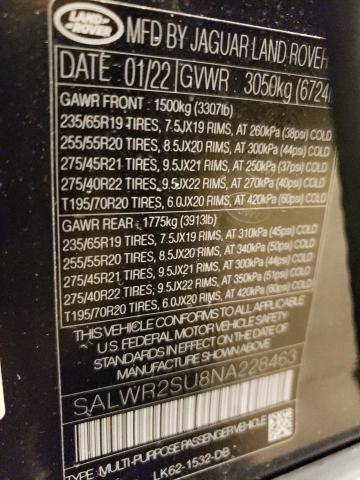 LAND ROVER
MFD BY JAGUAR LAND ROVER
DATE: 01/22 GVWR : 3050kg (6724
GAWR FRONT : 1500kg (3307lb)
235/65R19 TIRES, 7.5JX19 RIMS, AT 260kPa (38psi) COLD
255/55R20 TIRES, 8.5JX20 RIMS, AT 300kPa (44psi) COLD
275/45R21 TIRES, 9.5JX21 RIMS, AT 250kPa (37psi) COLD
275/40R22 TIRES, 9.5JX22 RIMS, AT 270kPa (40psi) COLD
T195/70R20 TIRES, 6.0JX20 RIMS, AT 420kPa (60psi) COLD
GAWR REAR : 1775kg (3913lb)
235/65R19 TIRES, 7.5JX19 RIMS, AT 310kPa (45psi) COLD
255/55R20 TIRES, 8.5JX20 RIMS, AT 340kPa (50psi) COLD
275/45R21 TIRES, 9.5JX21 RIMS, AT 300kPa (44psi) COLD
275/40R22 TIRES, 9.5JX22 RIMS, AT 350kPa (51psi) COLD
T195/70R20 TIRES, 6.0JX20 RIMS, AT 420kPa (60psi) COLD
THIS VEHICLE CONFORMS TO ALL APPLICABLE
U.S. FEDERAL MOTOR VEHICLE SAFETY
STANDARDS IN EFFECT ON THE DATE OF
MANUFACTURE SHOWN ABOVE
SALWR2SU8NA228463
TYPE: MULTI-PURPOSE PASSENGER VEHICLE
LK62-1532-DB